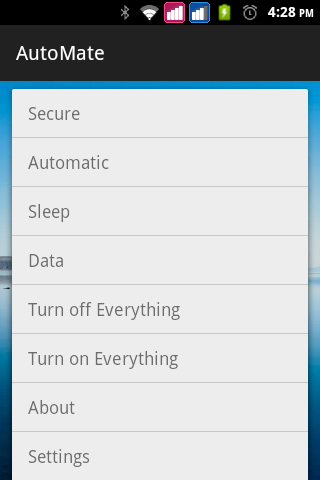 4:28 PM
AutoMate
Secure
Automatic
Sleep
Data
Turn off Everything
Turn on Everything
About
Settings